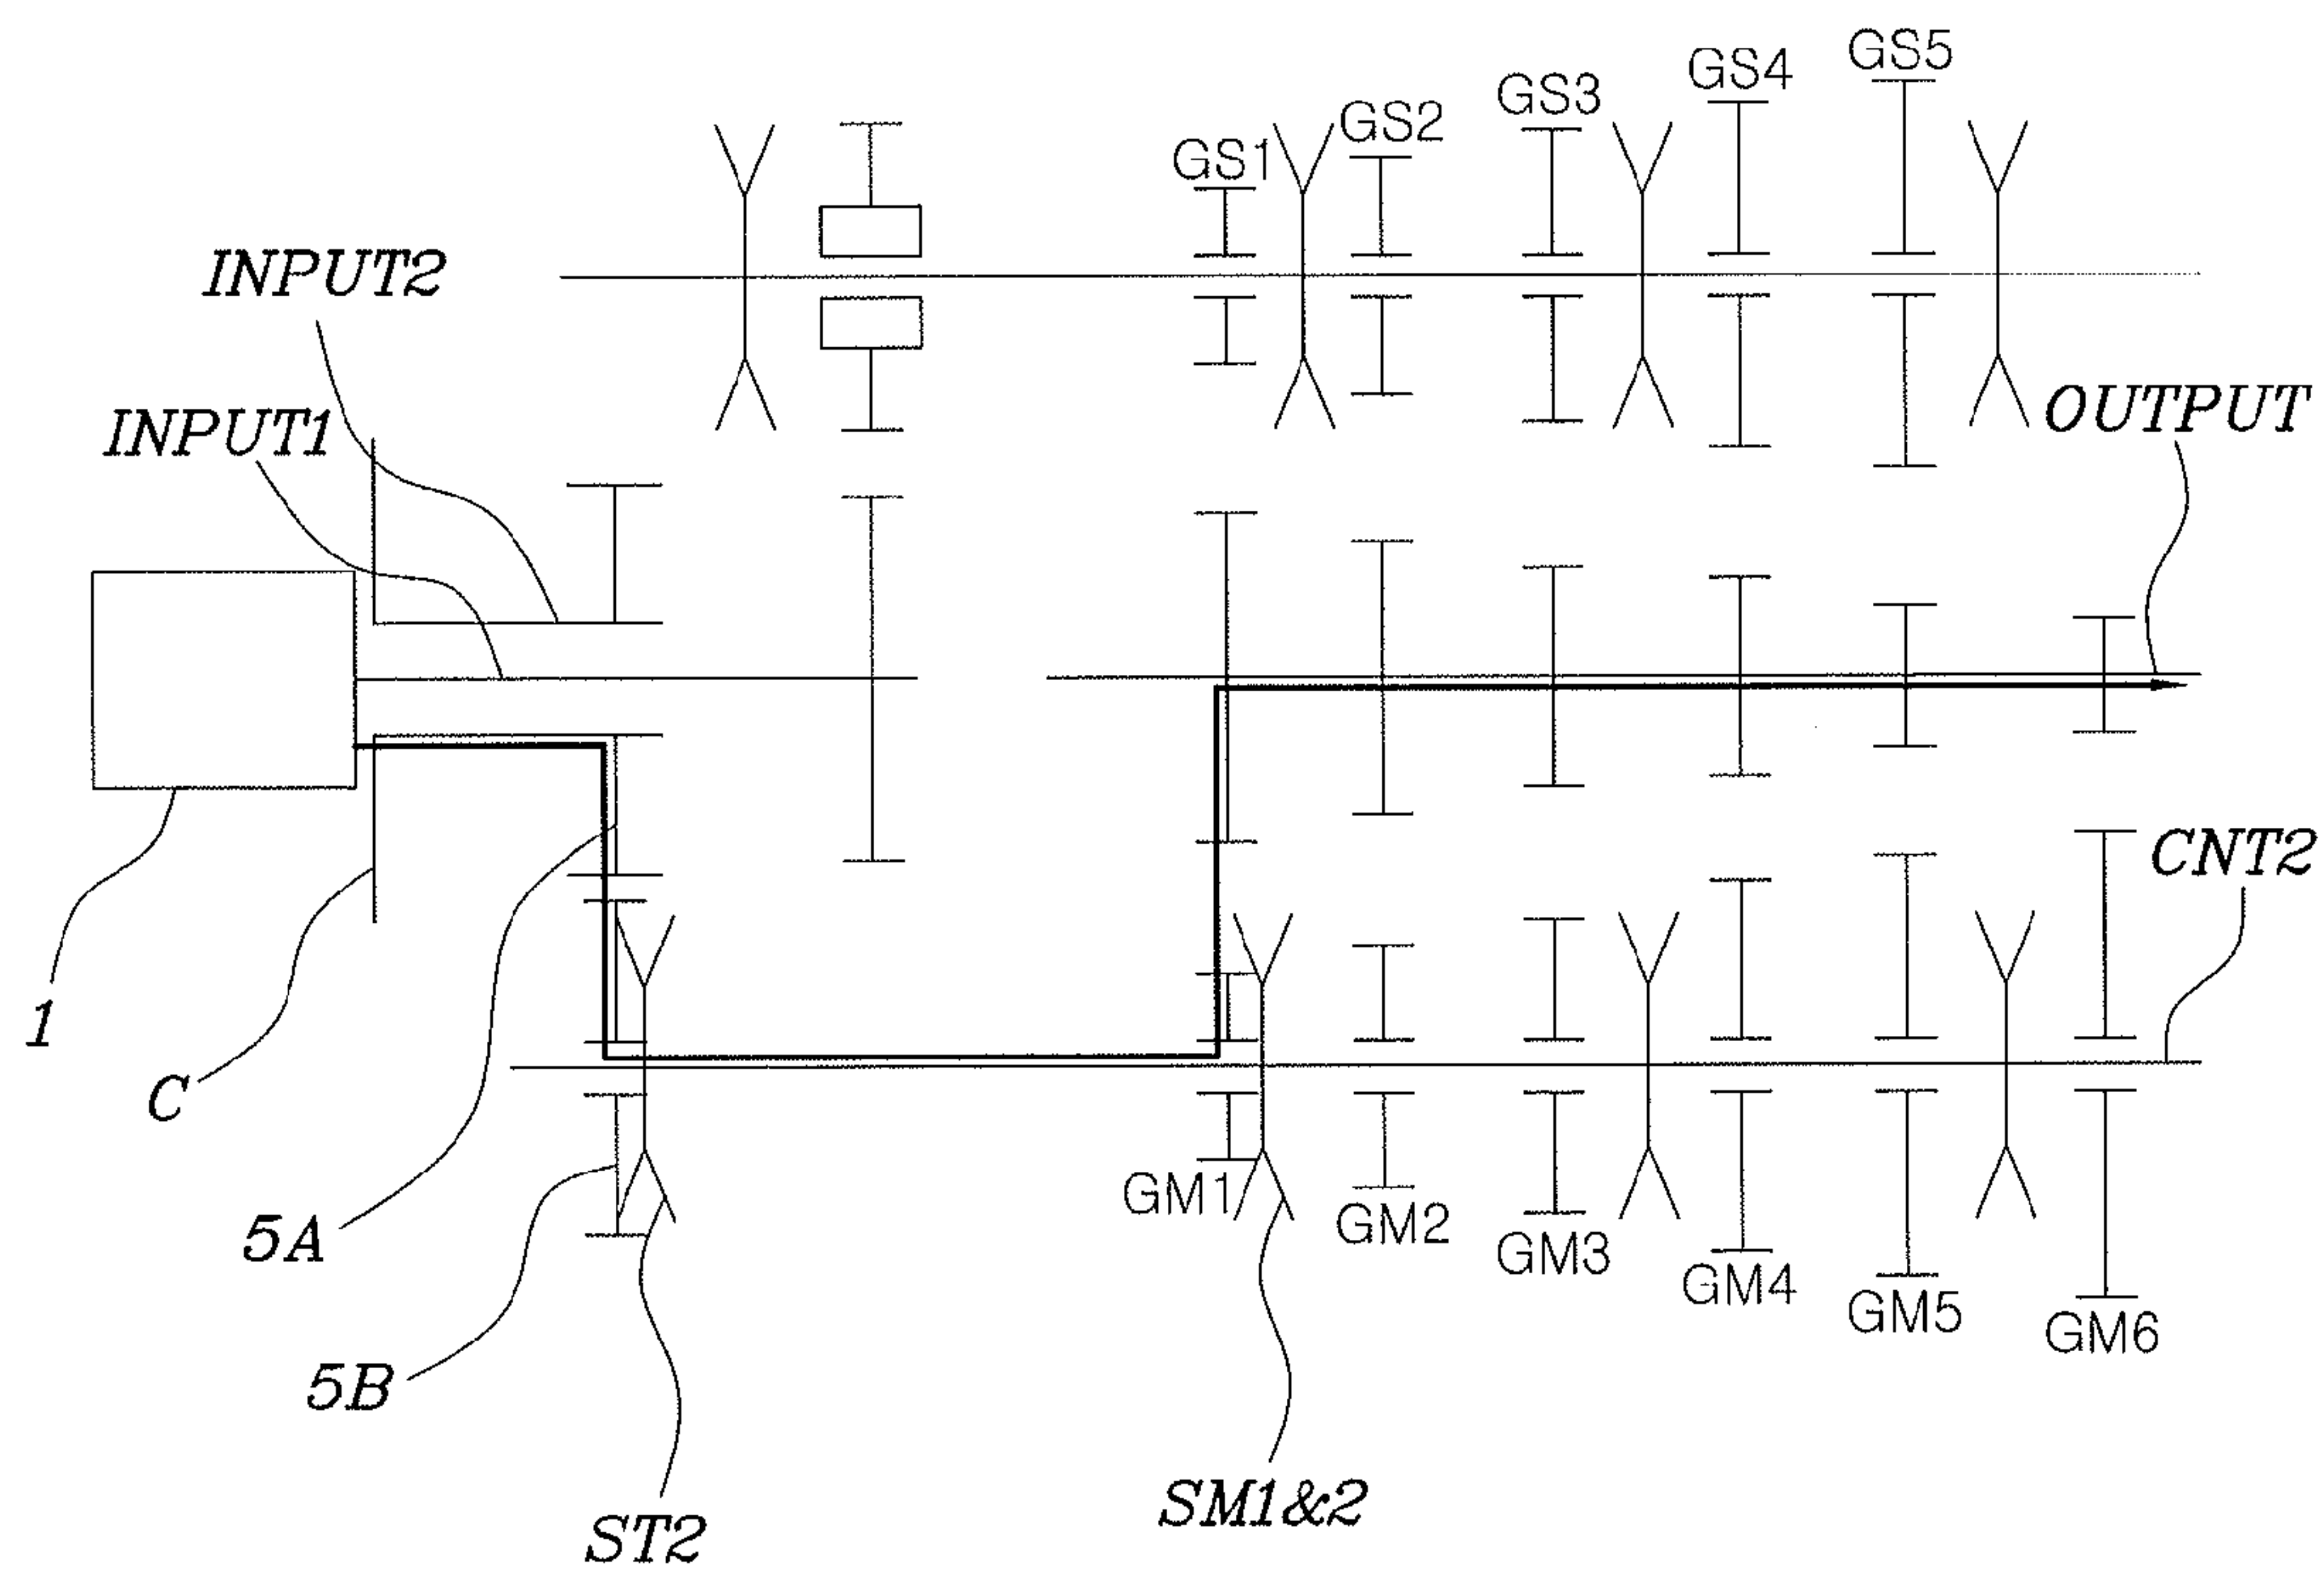 GS5
GS4
GS3
GS2
GS1
INPUT2
OUTPUT
INPUT1
CNT2
1
C
GM1
GM2
5A
GM3
GM4
GM5
GM6
5B
SM1&2
ST2